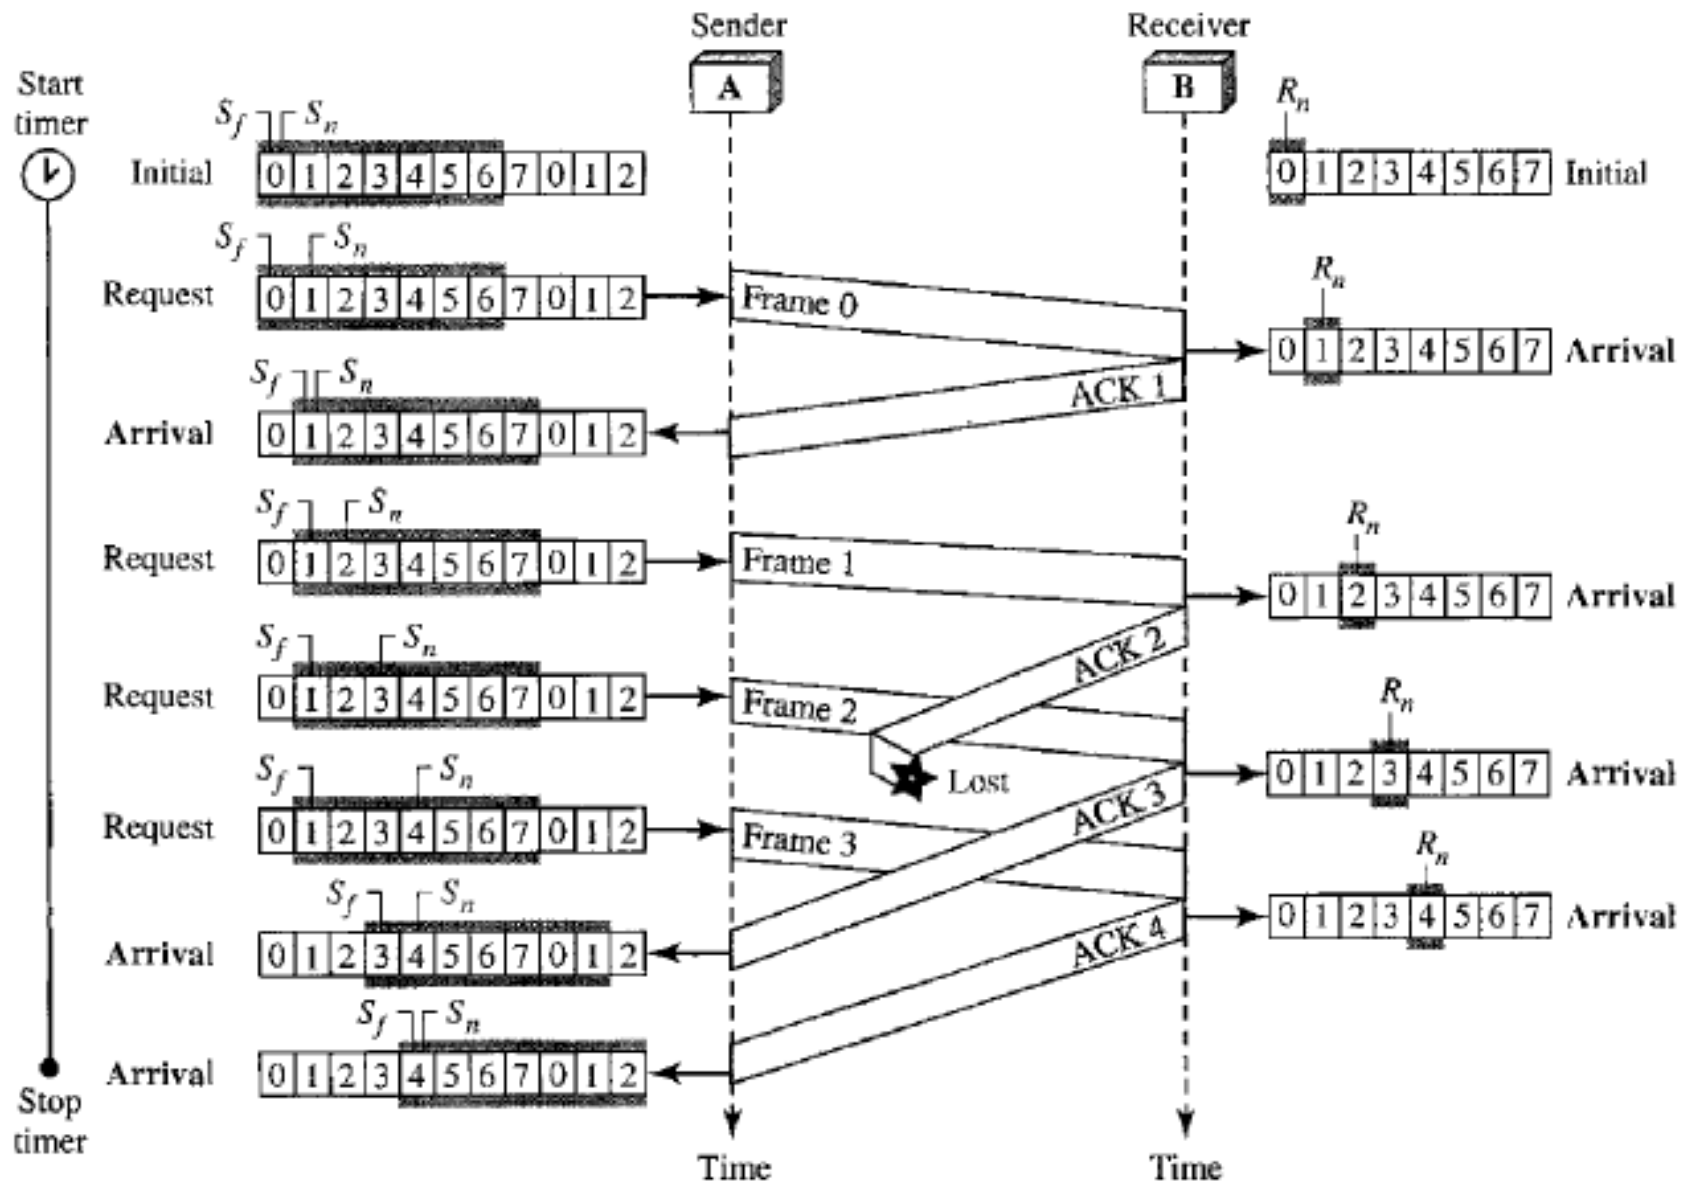 Sender
Receiver
A
B
Start
timer
S_f S_n
R_n
Initial 0 1 2 3 4 5 6 7 0 1 2
0 1 2 3 4 5 6 7 Initial
S_f S_n
Request 0 1 2 3 4 5 6 7 0 1 2
Frame 0
R_n
0 1 2 3 4 5 6 7 Arrival
S_f S_n
ACK 1
Arrival 0 1 2 3 4 5 6 7 0 1 2
S_f S_n
Request 0 1 2 3 4 5 6 7 0 1 2
Frame 1
R_n
0 1 2 3 4 5 6 7 Arrival
ACK 2
S_f S_n
Request 0 1 2 3 4 5 6 7 0 1 2
Frame 2
R_n
Lost
0 1 2 3 4 5 6 7 Arrival
S_f S_n
ACK 3
Request 0 1 2 3 4 5 6 7 0 1 2
Frame 3
R_n
0 1 2 3 4 5 6 7 Arrival
S_f S_n
ACK 4
Arrival 0 1 2 3 4 5 6 7 0 1 2
S_f S_n
Arrival 0 1 2 3 4 5 6 7 0 1 2
Stop
timer
Time
Time